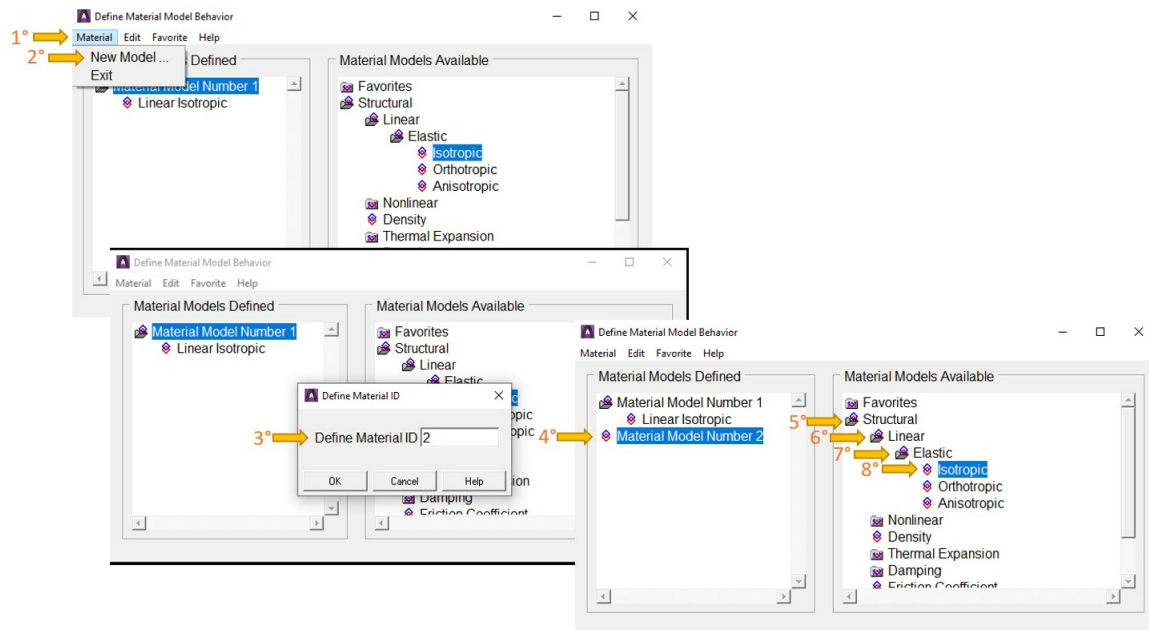 Define Material Model Behavior
1° Material Edit Favorite Help
2° New Model ...
Exit
Defined
Material Models Available
Material Model Number 1
Linear Isotropic
Favorites
Structural
Linear
Elastic
Isotropic
Orthotropic
Anisotropic
Nonlinear
Density
Thermal Expansion
Define Material Model Behavior
Material Edit Favorite Help
Material Models Defined
Material Models Available
Material Model Number 1
Linear Isotropic
Favorites
Structural
Linear
Elastic
Define Material ID
3° Define Material ID 2
OK Cancel Help
Damping
Friction Coefficient
Define Material Model Behavior
Material Edit Favorite Help
Material Models Defined
Material Models Available
Material Model Number 1
Linear Isotropic
4° Material Model Number 2
Favorites
5° Structural
6° Linear
7° Elastic
8° Isotropic
Orthotropic
Anisotropic
Nonlinear
Density
Thermal Expansion
Damping
Friction Coefficient